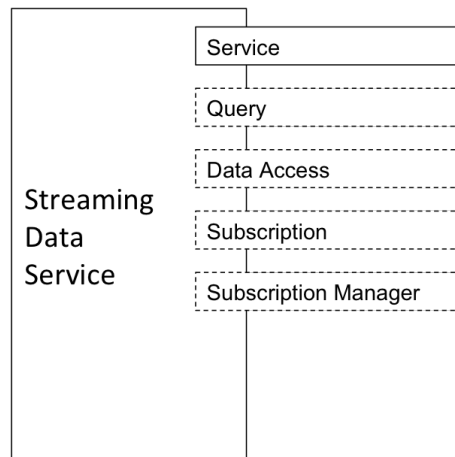 Service
Query
Data Access
Streaming
Data
Service
Subscription
Subscription Manager